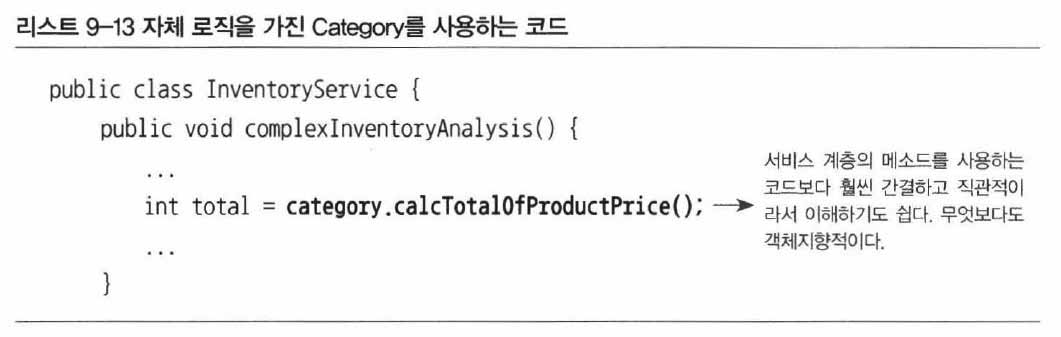 리스트 9-13 자체 로직을 가진 Category를 사용하는 코드
public class InventoryService {
public void complexInventoryAnalysis() {
...
int total = category.calcTotalOfProductPrice(); →
서비스 계층의 메소드를 사용하는
코드보다 훨씬 간결하고 직관적이
라서 이해하기도 쉽다. 무엇보다도
객체지향적이다.
...
}